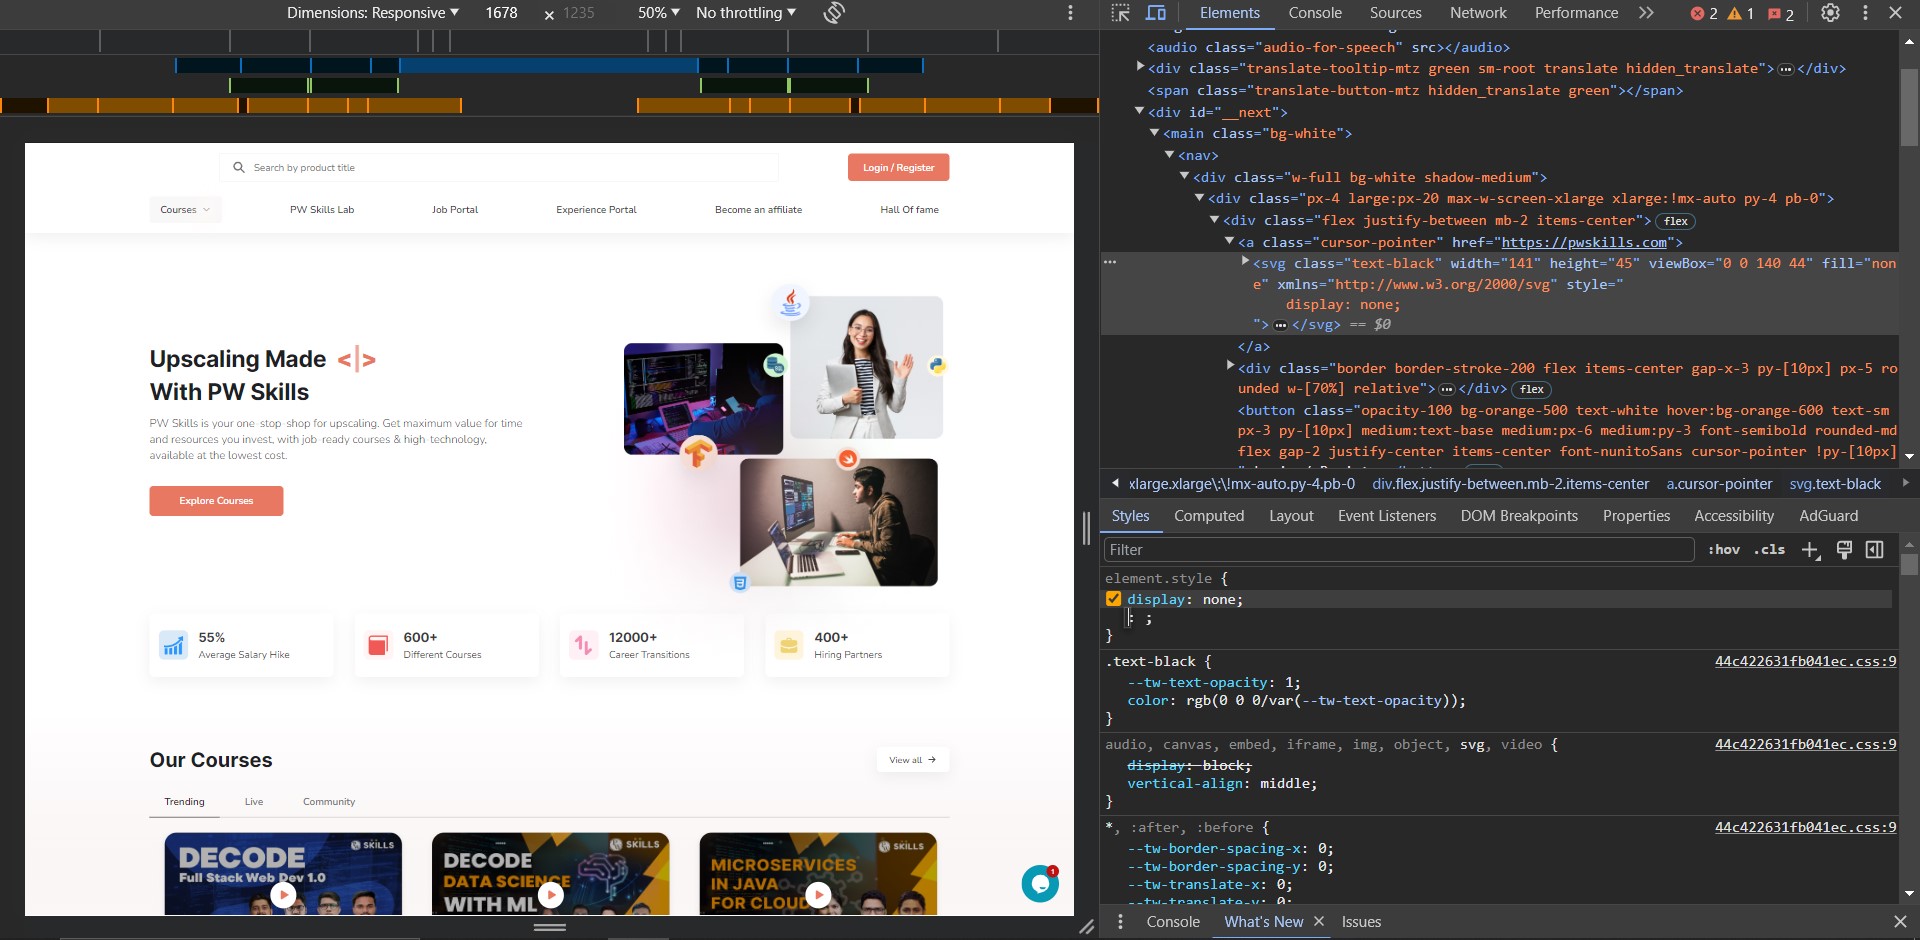 Dimensions: Responsive ▼ 1678 × 1235 50% ▼ No throttling ▼
Elements Console Sources Network Performance 2 1 2
<audio class="audio-for-speech" src></audio>
<div class="translate-tooltip-mtz green sm-root translate hidden_translate">…</div>
<span class="translate-button-mtz hidden_translate green"></span>
<div id="__next">
<main class="bg-white">
<nav>
<div class="w-full bg-white shadow-medium">
<div class="px-4 large:px-20 max-w-screen-xlarge xlarge:!mx-auto py-4 pb-0">
<div class="flex justify-between mb-2 items-center"> flex
<a class="cursor-pointer" href="https://pwskills.com">
<svg class="text-black" width="141" height="45" viewBox="0 0 140 44" fill="non
e" xmlns="http://www.w3.org/2000/svg" style="
display: none;
">…</svg> == $0
</a>
<div class="border border-stroke-200 flex items-center gap-x-3 py-[10px] px-5 ro
unded w-[70%] relative">…</div> flex
<button class="opacity-100 bg-orange-500 text-white hover:bg-orange-600 text-sm
px-3 py-[10px] medium:text-base medium:px-6 medium:py-3 font-semibold rounded-md
flex gap-2 justify-center items-center font-nunitoSans cursor-pointer !py-[10px]
xlarge.xlarge\:\!mx-auto.py-4.pb-0 div.flex.justify-between.mb-2.items-center a.cursor-pointer svg.text-black
Styles Computed Layout Event Listeners DOM Breakpoints Properties Accessibility AdGuard
Filter :hov .cls
element.style {
display: none;
: ;
}
.text-black { 44c422631fb041ec.css:9
--tw-text-opacity: 1;
color: rgb(0 0 0/var(--tw-text-opacity));
}
audio, canvas, embed, iframe, img, object, svg, video { 44c422631fb041ec.css:9
display: block;
vertical-align: middle;
}
*, :after, :before { 44c422631fb041ec.css:9
--tw-border-spacing-x: 0;
--tw-border-spacing-y: 0;
--tw-translate-x: 0;
--tw-translate-y: 0;
Console What's New Issues
Search by product title Login / Register
Courses PW Skills Lab Job Portal Experience Portal Become an affiliate Hall Of fame
Upscaling Made <|>
With PW Skills
PW Skills is your one-stop-shop for upscaling. Get maximum value for time
and resources you invest, with job-ready courses & high-technology,
available at the lowest cost.
Explore Courses
55%
Average Salary Hike
600+
Different Courses
12000+
Career Transitions
400+
Hiring Partners
Our Courses View all →
Trending Live Community
SKILLS
DECODE
Full Stack Web Dev 1.0
SKILLS
DECODE
DATA SCIENCE
WITH ML
SKILLS
MICROSERVICES
IN JAVA
FOR CLOUD
1